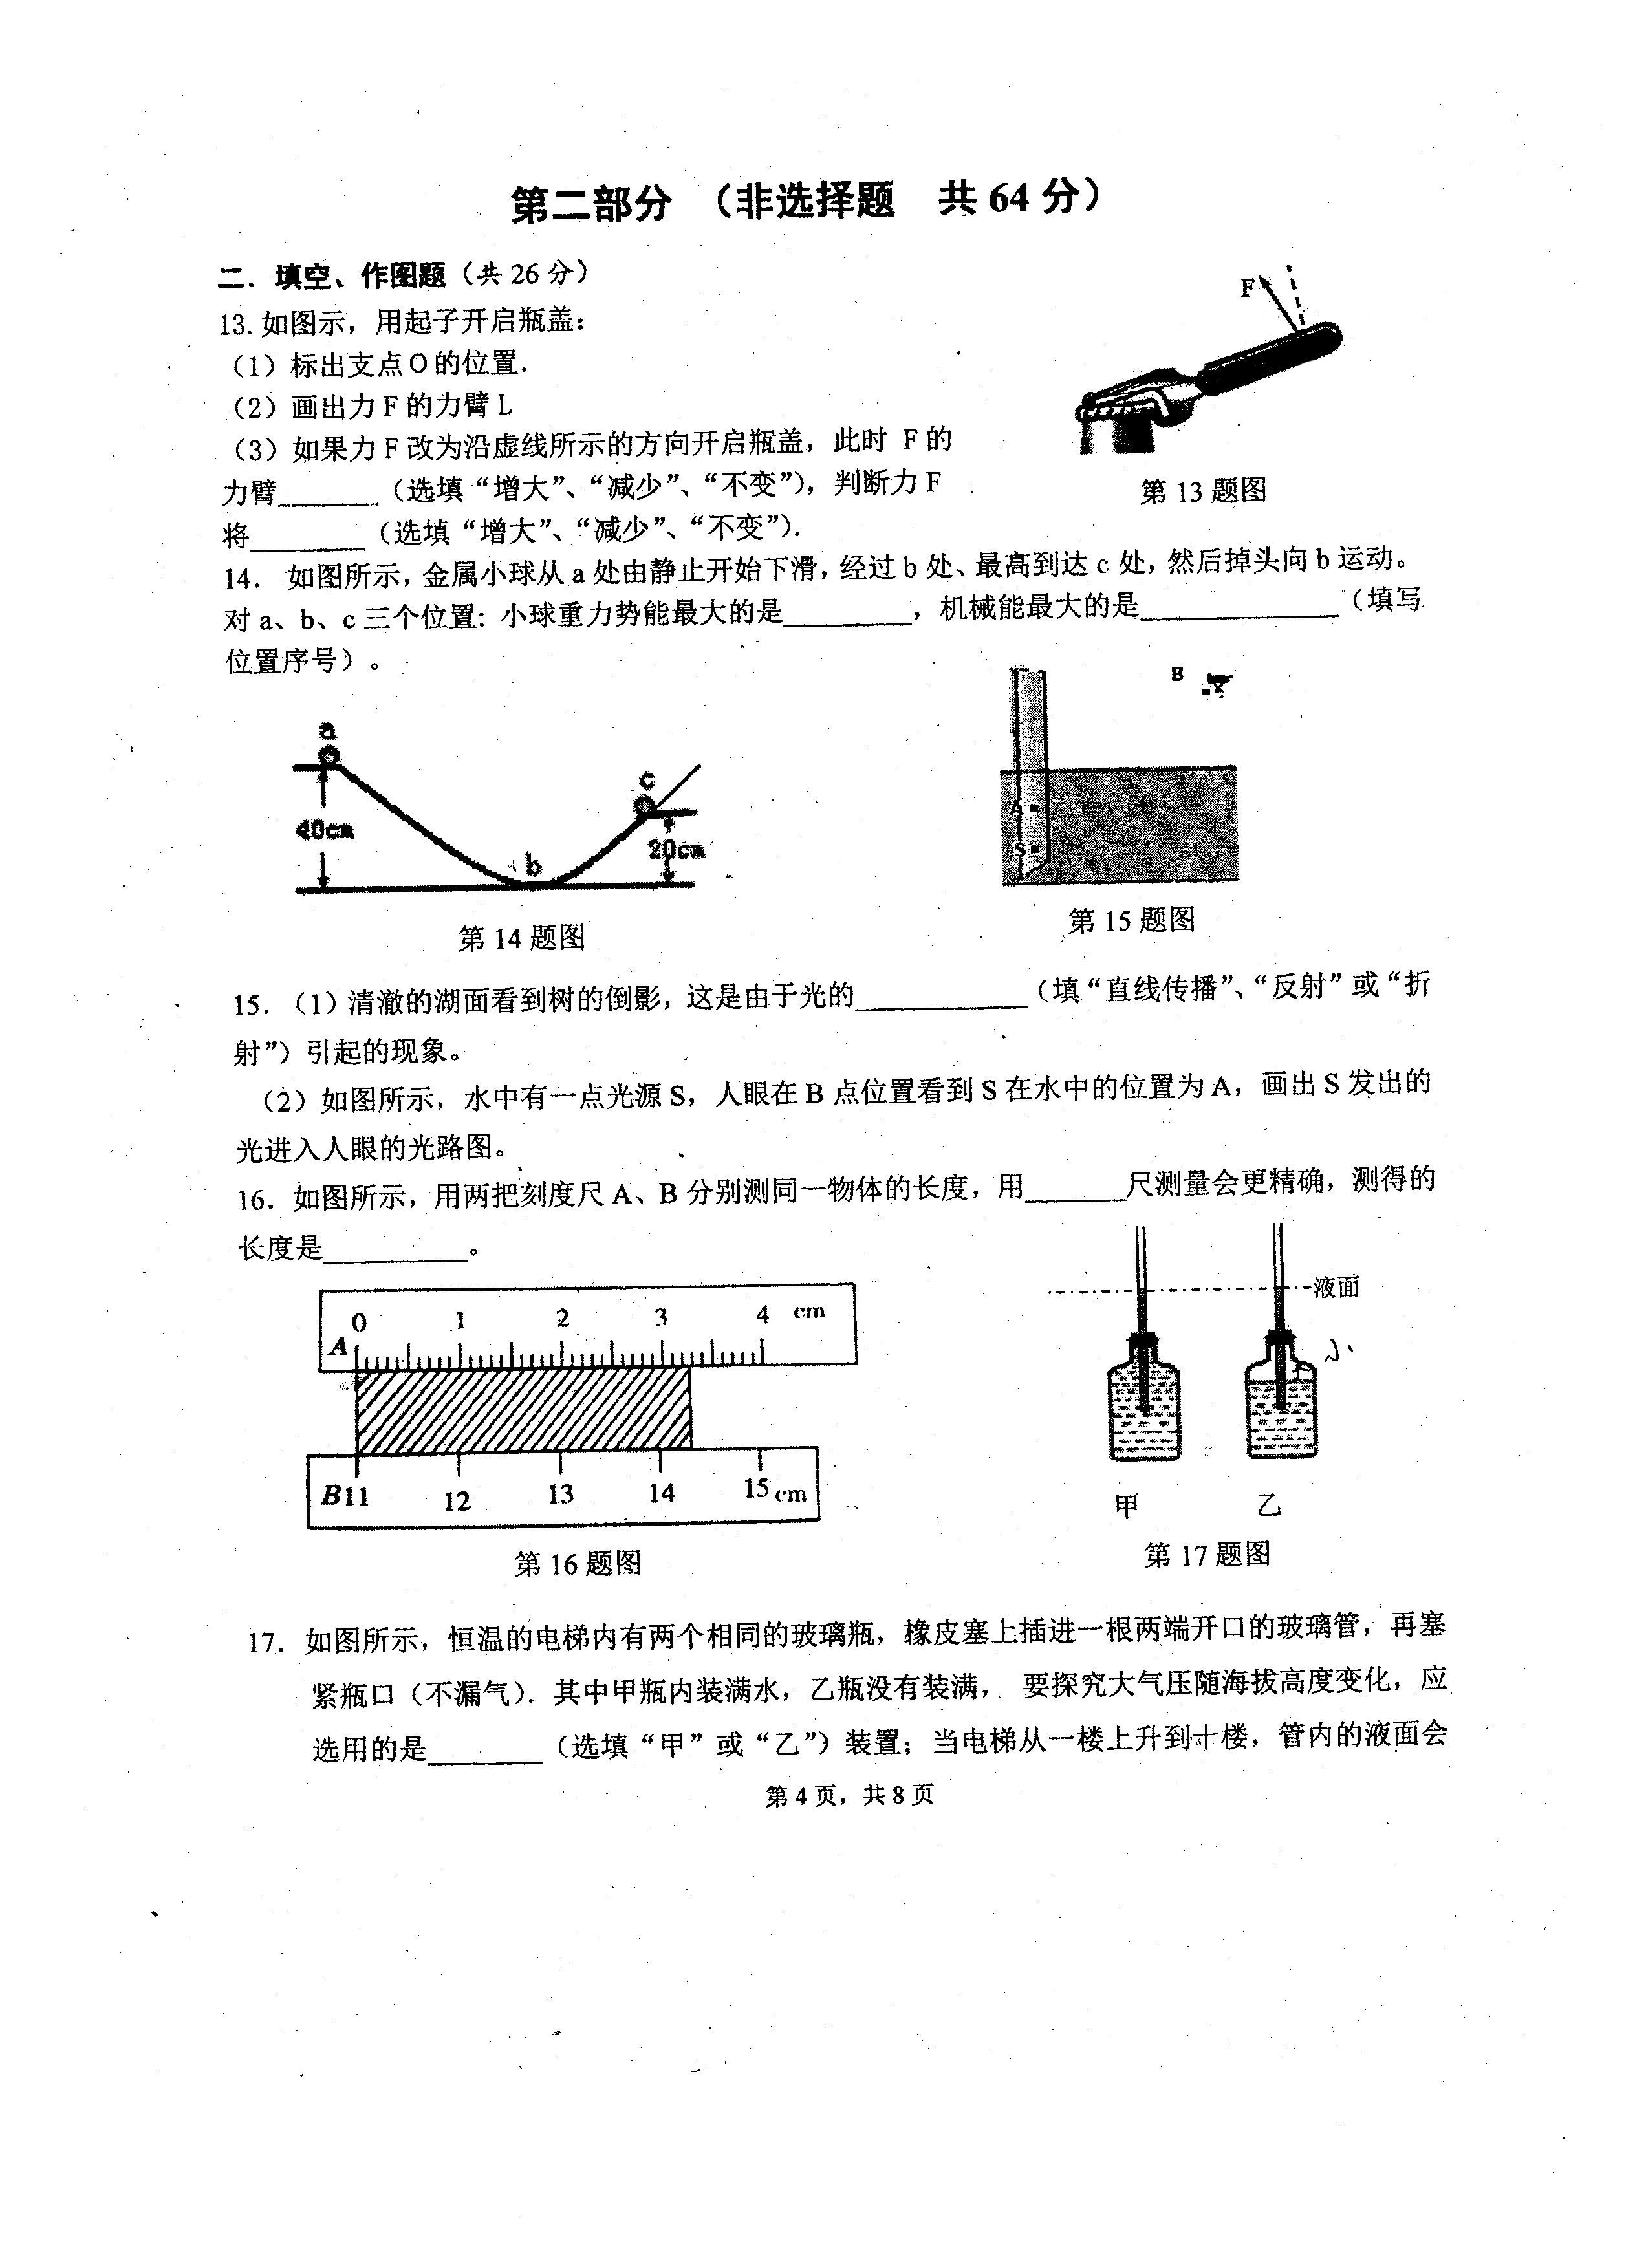 第二部分 （非选择题 共 64 分）
二．填空、作图题（共 26 分）
13.如图示，用起子开启瓶盖：
（1）标出支点O的位置.
（2）画出力 F 的力臂 L
（3）如果力 F 改为沿虚线所示的方向开启瓶盖，此时 F 的
力臂_______（选填“增大”、“减少”、“不变”），判断力 F
将________（选填“增大”、“减少”、“不变”）.
F
第 13 题图
14． 如图所示，金属小球从 a 处由静止开始下滑，经过 b 处、最高到达 c 处，然后掉头向 b 运动。
对 a、b、c 三个位置：小球重力势能最大的是_________，机械能最大的是______________（填写
位置序号）。
a
40cm
b
c
20cm
第 14 题图
B
A
S
第 15 题图
15．（1）清澈的湖面看到树的倒影，这是由于光的____________（填“直线传播”、“反射”或“折
射”）引起的现象。
（2）如图所示，水中有一点光源 S，人眼在 B 点位置看到 S 在水中的位置为 A，画出 S 发出的
光进入人眼的光路图。
16．如图所示，用两把刻度尺 A、B 分别测同一物体的长度，用_______尺测量会更精确，测得的
长度是__________。
0 1 2 3 4 cm
A
B11 12 13 14 15 cm
第 16 题图
液面
甲 乙
第 17 题图
17．如图所示，恒温的电梯内有两个相同的玻璃瓶，橡皮塞上插进一根两端开口的玻璃管，再塞
紧瓶口（不漏气）．其中甲瓶内装满水，乙瓶没有装满， 要探究大气压随海拔高度变化，应
选用的是________（选填“甲”或“乙”）装置；当电梯从一楼上升到十楼，管内的液面会
第 4 页，共 8 页